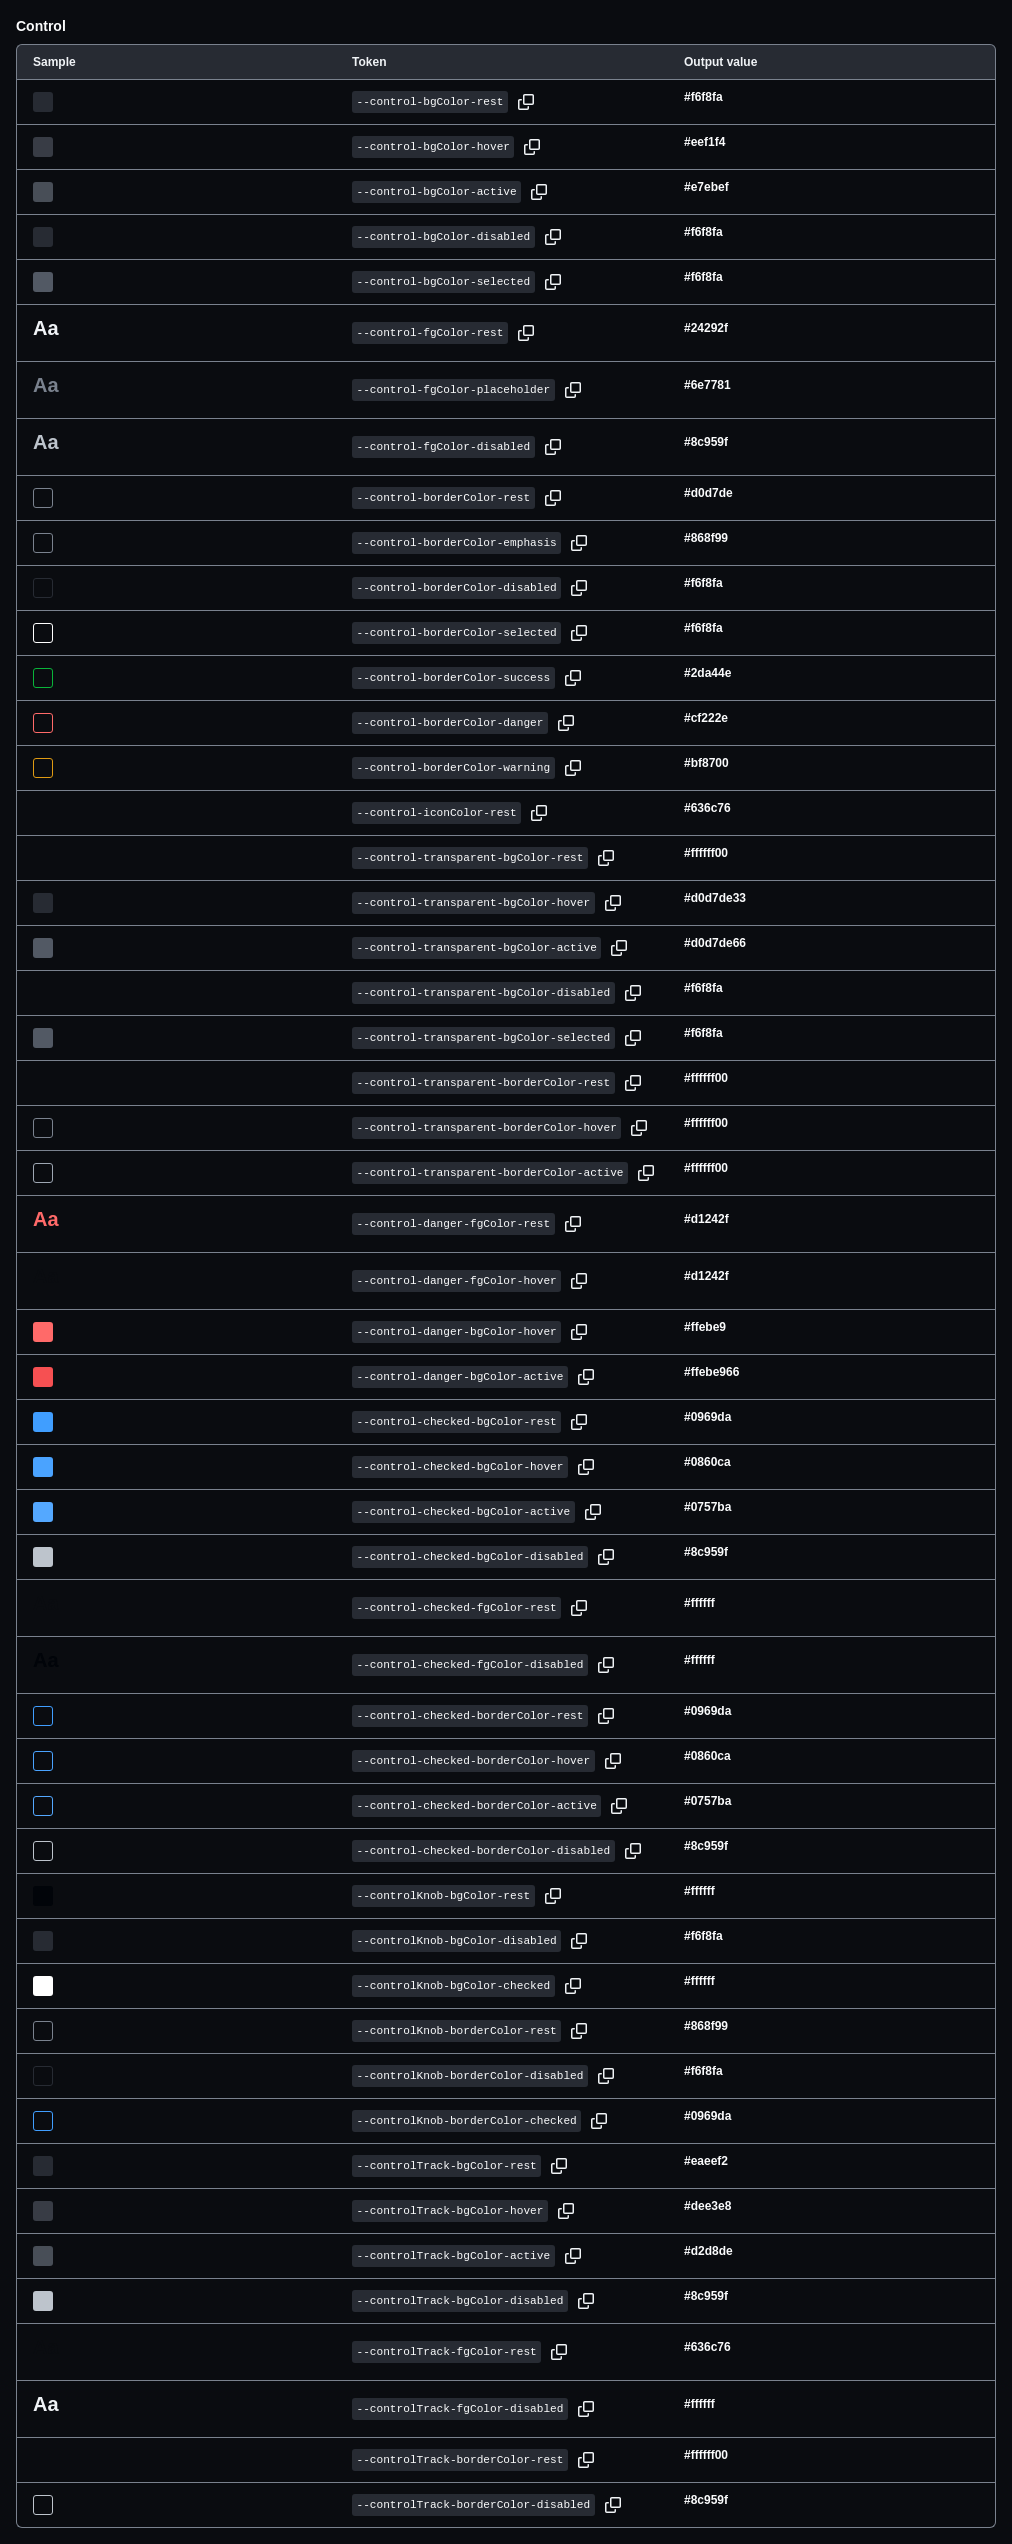 Control
Sample Token Output value
--control-bgColor-rest #f6f8fa
--control-bgColor-hover #eef1f4
--control-bgColor-active #e7ebef
--control-bgColor-disabled #f6f8fa
--control-bgColor-selected #f6f8fa
Aa --control-fgColor-rest #24292f
Aa --control-fgColor-placeholder #6e7781
Aa --control-fgColor-disabled #8c959f
--control-borderColor-rest #d0d7de
--control-borderColor-emphasis #868f99
--control-borderColor-disabled #f6f8fa
--control-borderColor-selected #f6f8fa
--control-borderColor-success #2da44e
--control-borderColor-danger #cf222e
--control-borderColor-warning #bf8700
--control-iconColor-rest #636c76
--control-transparent-bgColor-rest #ffffff00
--control-transparent-bgColor-hover #d0d7de33
--control-transparent-bgColor-active #d0d7de66
--control-transparent-bgColor-disabled #f6f8fa
--control-transparent-bgColor-selected #f6f8fa
--control-transparent-borderColor-rest #ffffff00
--control-transparent-borderColor-hover #ffffff00
--control-transparent-borderColor-active #ffffff00
Aa --control-danger-fgColor-rest #d1242f
--control-danger-fgColor-hover #d1242f
--control-danger-bgColor-hover #ffebe9
--control-danger-bgColor-active #ffebe966
--control-checked-bgColor-rest #0969da
--control-checked-bgColor-hover #0860ca
--control-checked-bgColor-active #0757ba
--control-checked-bgColor-disabled #8c959f
--control-checked-fgColor-rest #ffffff
Aa --control-checked-fgColor-disabled #ffffff
--control-checked-borderColor-rest #0969da
--control-checked-borderColor-hover #0860ca
--control-checked-borderColor-active #0757ba
--control-checked-borderColor-disabled #8c959f
--controlKnob-bgColor-rest #ffffff
--controlKnob-bgColor-disabled #f6f8fa
--controlKnob-bgColor-checked #ffffff
--controlKnob-borderColor-rest #868f99
--controlKnob-borderColor-disabled #f6f8fa
--controlKnob-borderColor-checked #0969da
--controlTrack-bgColor-rest #eaeef2
--controlTrack-bgColor-hover #dee3e8
--controlTrack-bgColor-active #d2d8de
--controlTrack-bgColor-disabled #8c959f
--controlTrack-fgColor-rest #636c76
Aa --controlTrack-fgColor-disabled #ffffff
--controlTrack-borderColor-rest #ffffff00
--controlTrack-borderColor-disabled #8c959f